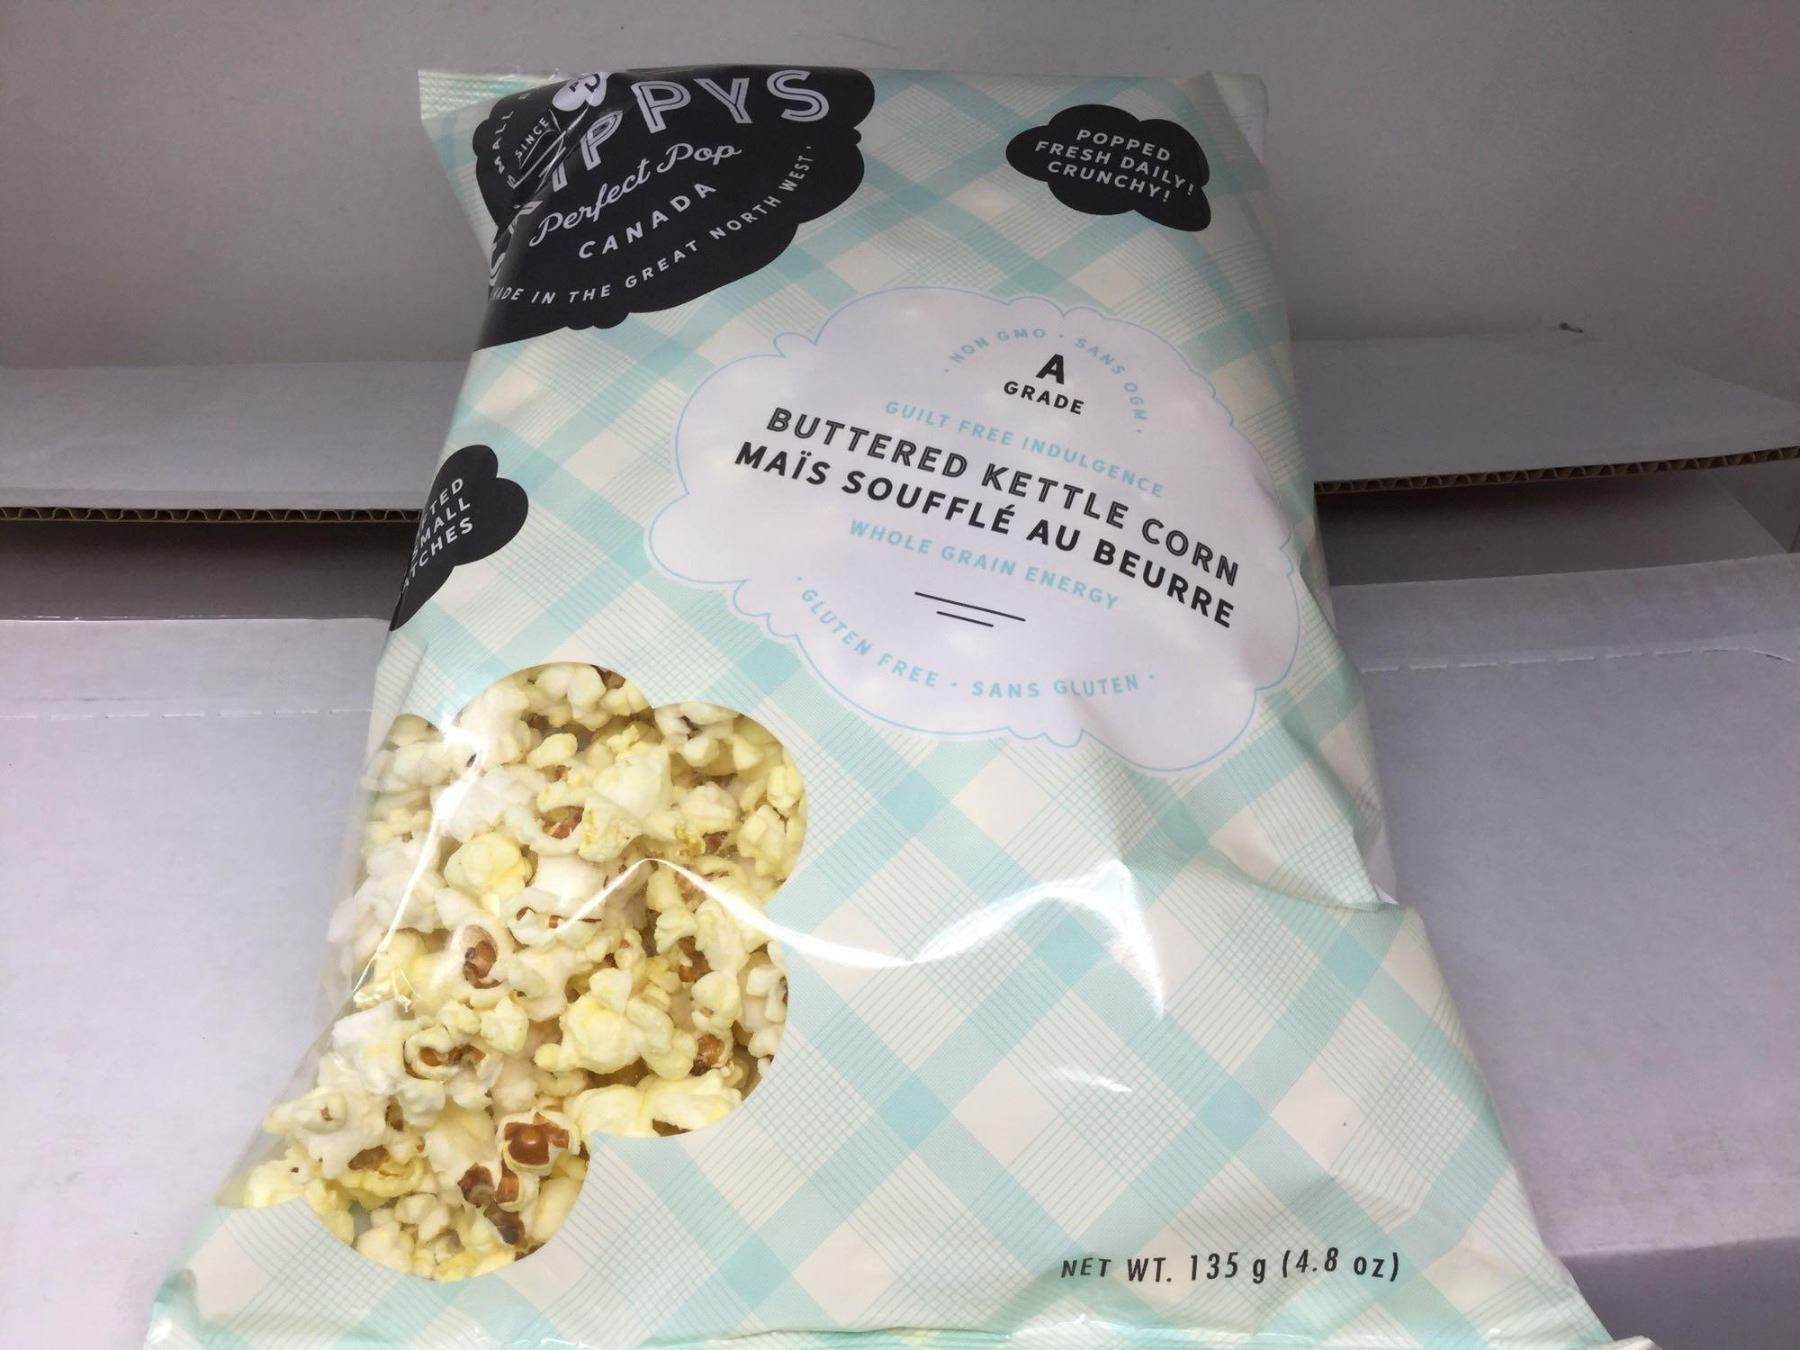 SINCE
PPYS
Perfect Pop
CANADA
IN THE GREAT NORTH WEST ·
POPPED
FRESH DAILY!
CRUNCHY!
· NON GMO · SANS OGM ·
A
GRADE
GUILT FREE INDULGENCE
BUTTERED KETTLE CORN
MAÏS SOUFFLÉ AU BEURRE
WHOLE GRAIN ENERGY
· GLUTEN FREE · SANS GLUTEN ·
NET WT. 135 g (4.8 oz)